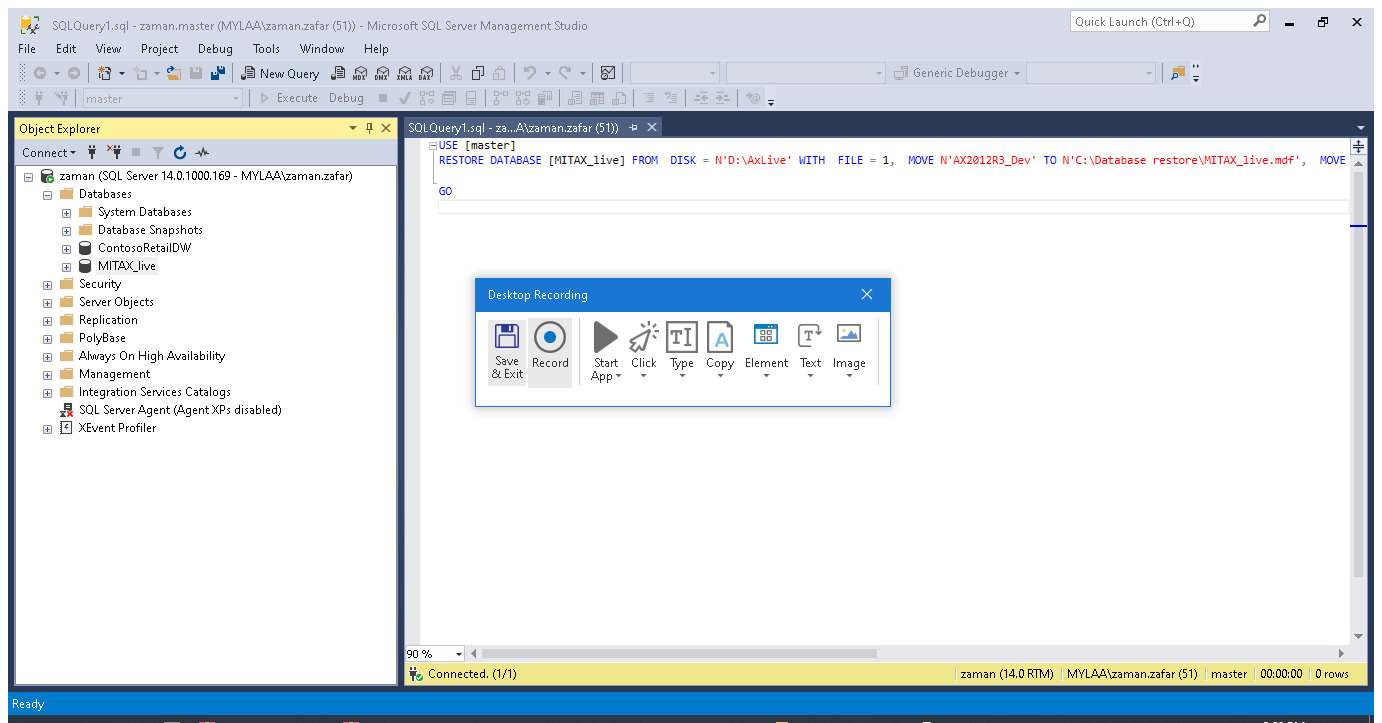 SQLQuery1.sql - zaman.master (MYLAA\zaman.zafar (51)) - Microsoft SQL Server Management Studio
Quick Launch (Ctrl+Q)
File Edit View Project Debug Tools Window Help
New Query MDX DMX XMLA DAX Generic Debugger
master Execute Debug
Object Explorer
Connect
zaman (SQL Server 14.0.1000.169 - MYLAA\zaman.zafar)
Databases
System Databases
Database Snapshots
ContosoRetailDW
MITAX_live
Security
Server Objects
Replication
PolyBase
Always On High Availability
Management
Integration Services Catalogs
SQL Server Agent (Agent XPs disabled)
XEvent Profiler
SQLQuery1.sql - za...A\zaman.zafar (51))
USE [master]
RESTORE DATABASE [MITAX_live] FROM  DISK = N'D:\AxLive' WITH  FILE = 1,  MOVE N'AX2012R3_Dev' TO N'C:\Database restore\MITAX_live.mdf',  MOVE
GO
Desktop Recording
Save & Exit
Record
Start App
Click
Type
Copy
Element
Text
Image
90 %
Connected. (1/1)
zaman (14.0 RTM) MYLAA\zaman.zafar (51) master 00:00:00 0 rows
Ready